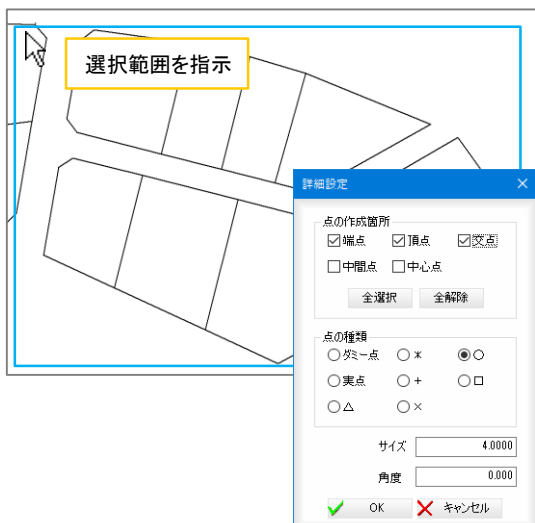 選択範囲を指示
詳細設定
点の作成箇所
端点 頂点 交点
中間点 中心点
全選択 全解除
点の種類
ダミー点 * ○
実点 + □
△ ×
サイズ 4.0000
角度 0.000
OK キャンセル